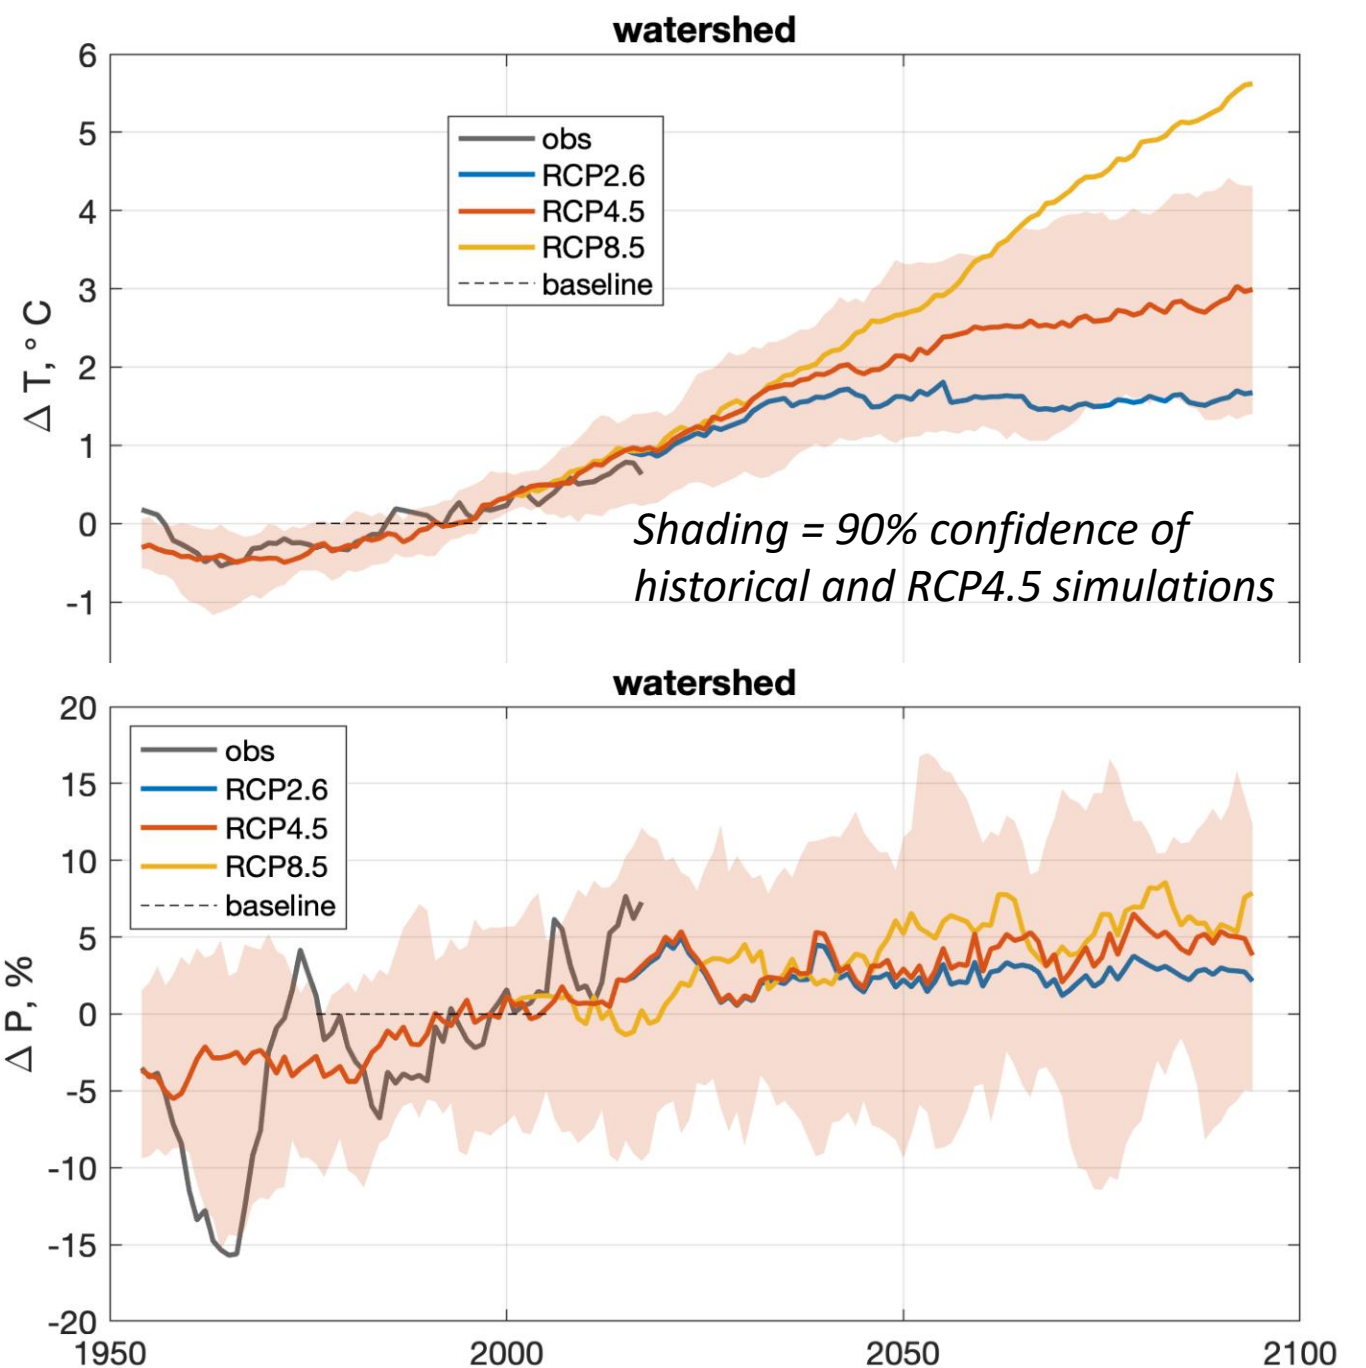 watershed
6
5
4
3
2
1
0
-1
Δ T, ° C
obs
RCP2.6
RCP4.5
RCP8.5
baseline
Shading = 90% confidence of
historical and RCP4.5 simulations
watershed
20
15
10
5
0
-5
-10
-15
-20
Δ P, %
obs
RCP2.6
RCP4.5
RCP8.5
baseline
1950
2000
2050
2100